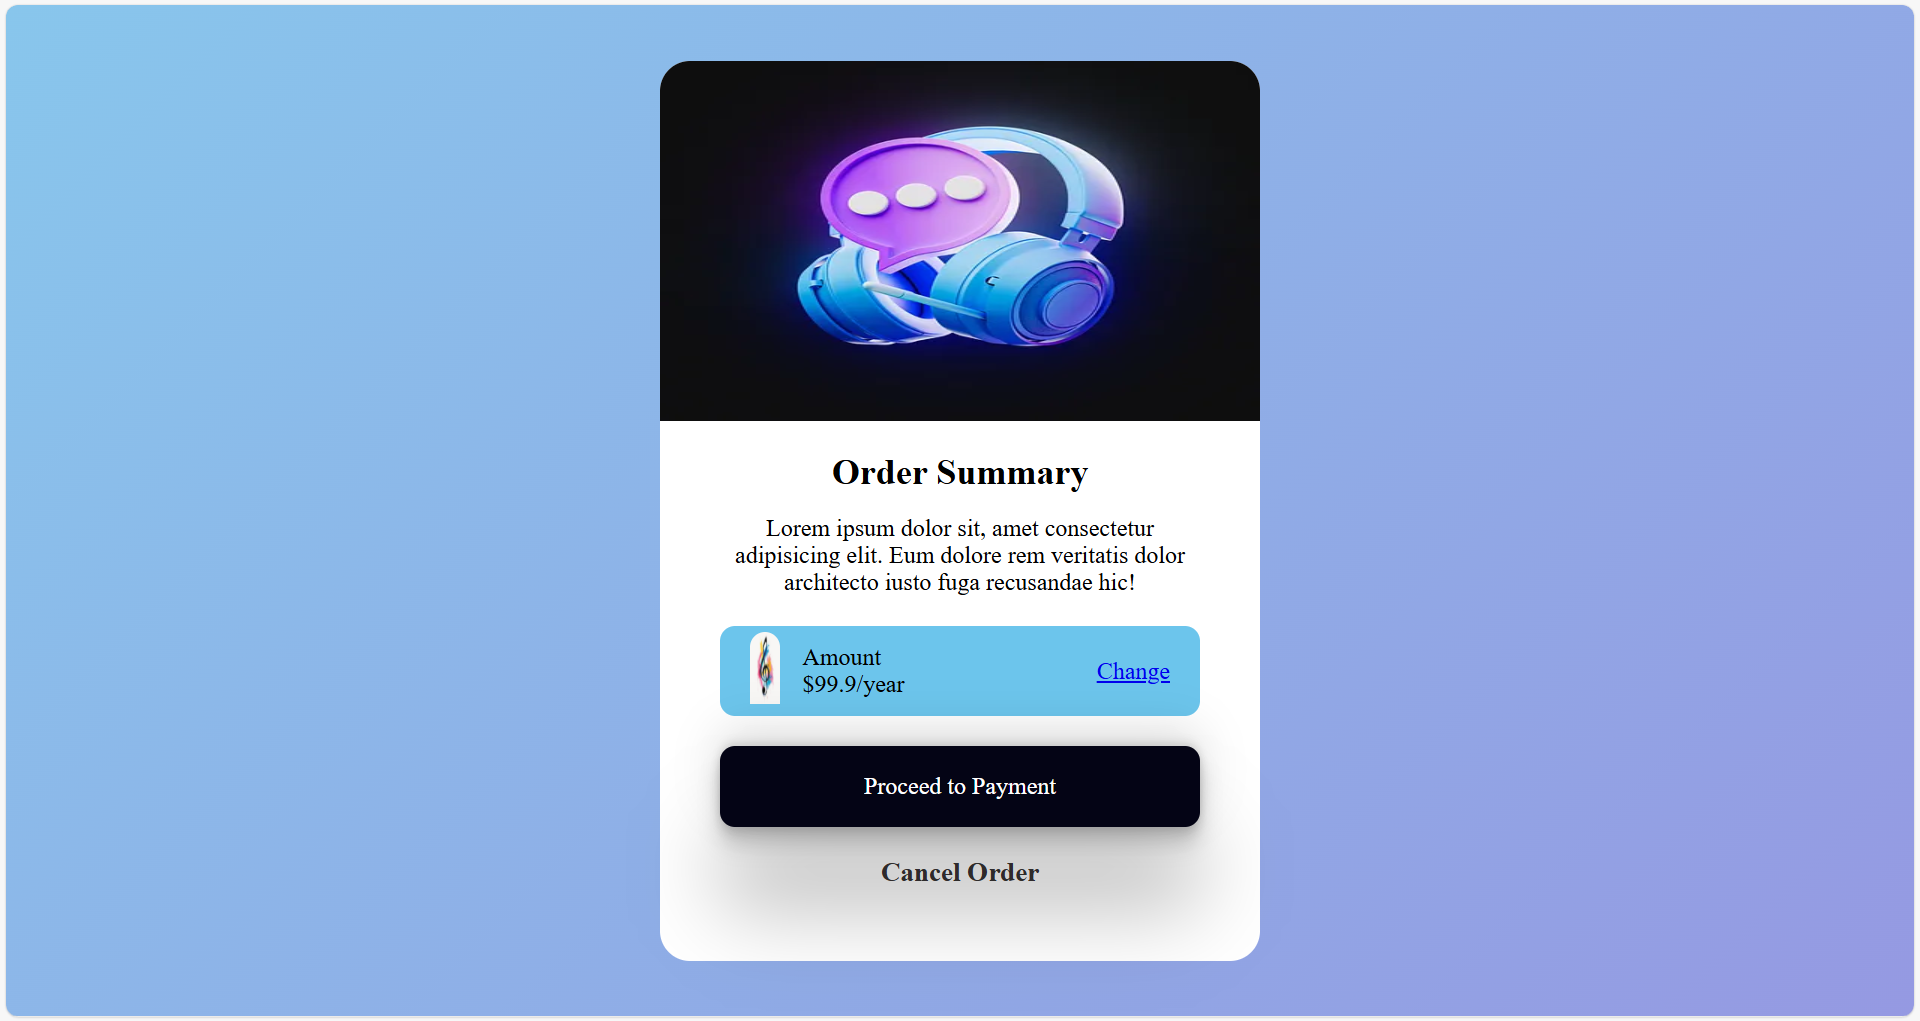 Order Summary
Lorem ipsum dolor sit, amet consectetur
adipisicing elit. Eum dolore rem veritatis dolor
architecto iusto fuga recusandae hic!
Amount
$99.9/year
Change
Proceed to Payment
Cancel Order